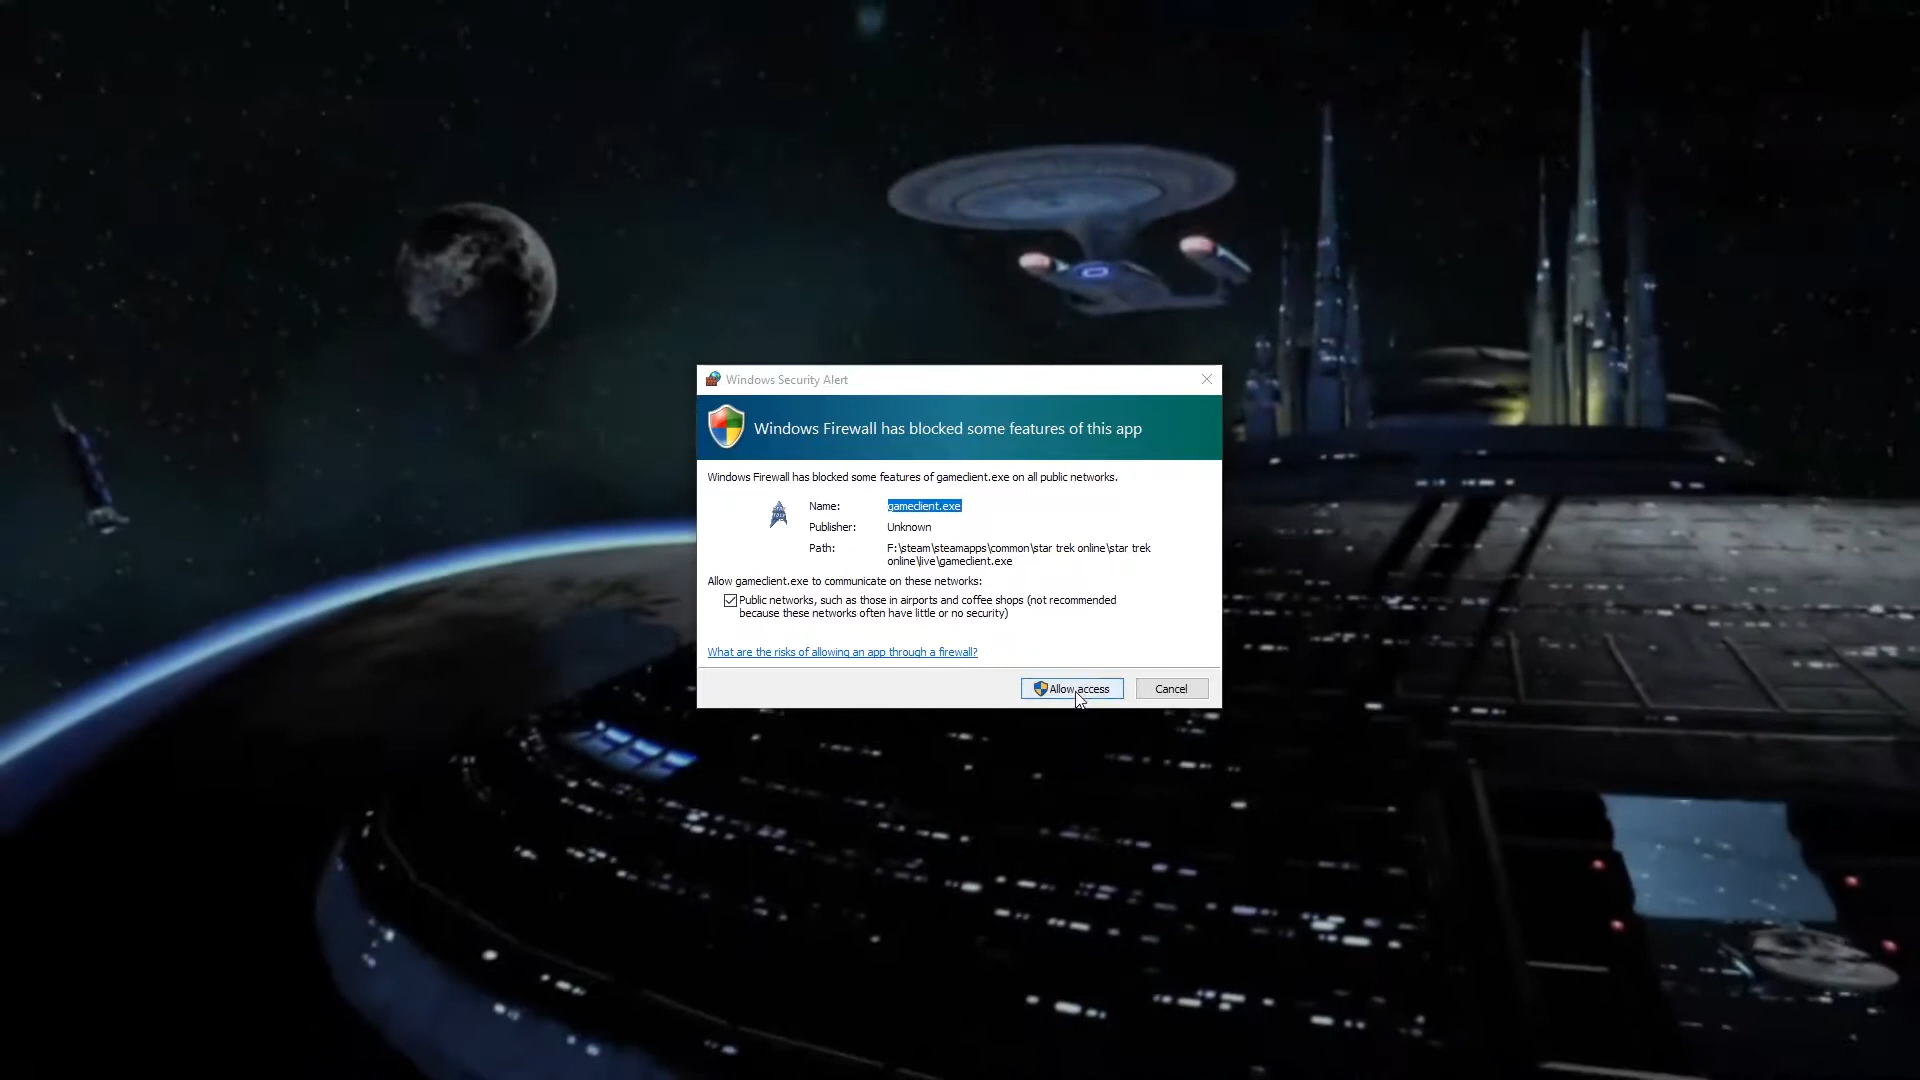 Windows Security Alert
Windows Firewall has blocked some features of this app
Windows Firewall has blocked some features of gameclient.exe on all public networks.
Name: gameclient.exe
Publisher: Unknown
Path: F:\steam\steamapps\common\star trek online\star trek
online\live\gameclient.exe
Allow gameclient.exe to communicate on these networks:
Public networks, such as those in airports and coffee shops (not recommended
because these networks often have little or no security)
What are the risks of allowing an app through a firewall?
Allow access Cancel